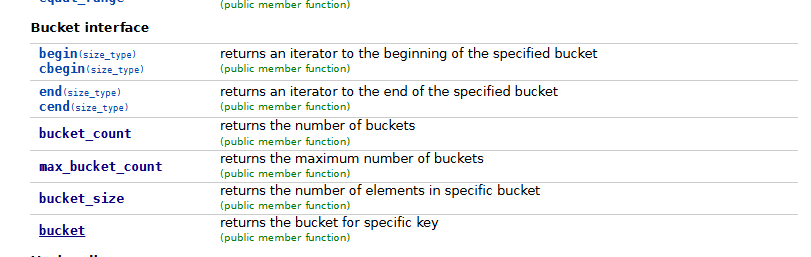 equal_range
(public member function)
Bucket interface
begin(size_type)
cbegin(size_type)
returns an iterator to the beginning of the specified bucket
(public member function)
end(size_type)
cend(size_type)
returns an iterator to the end of the specified bucket
(public member function)
bucket_count
returns the number of buckets
(public member function)
max_bucket_count
returns the maximum number of buckets
(public member function)
bucket_size
returns the number of elements in specific bucket
(public member function)
bucket
returns the bucket for specific key
(public member function)